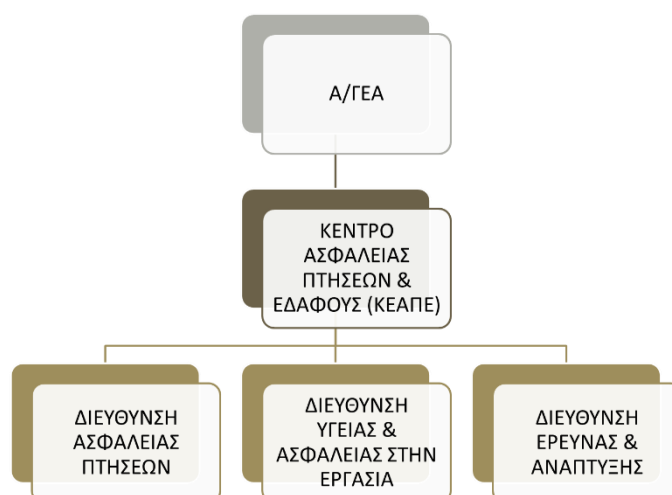 Α/ΓΕΑ
ΚΕΝΤΡΟ
ΑΣΦΑΛΕΙΑΣ
ΠΤΗΣΕΩΝ &
ΕΔΑΦΟΥΣ (ΚΕΑΠΕ)
ΔΙΕΥΘΥΝΣΗ
ΑΣΦΑΛΕΙΑΣ
ΠΤΗΣΕΩΝ
ΔΙΕΥΘΥΝΣΗ
ΥΓΕΙΑΣ &
ΑΣΦΑΛΕΙΑΣ ΣΤΗΝ
ΕΡΓΑΣΙΑ
ΔΙΕΥΘΥΝΣΗ
ΕΡΕΥΝΑΣ &
ΑΝΑΠΤΥΞΗΣ